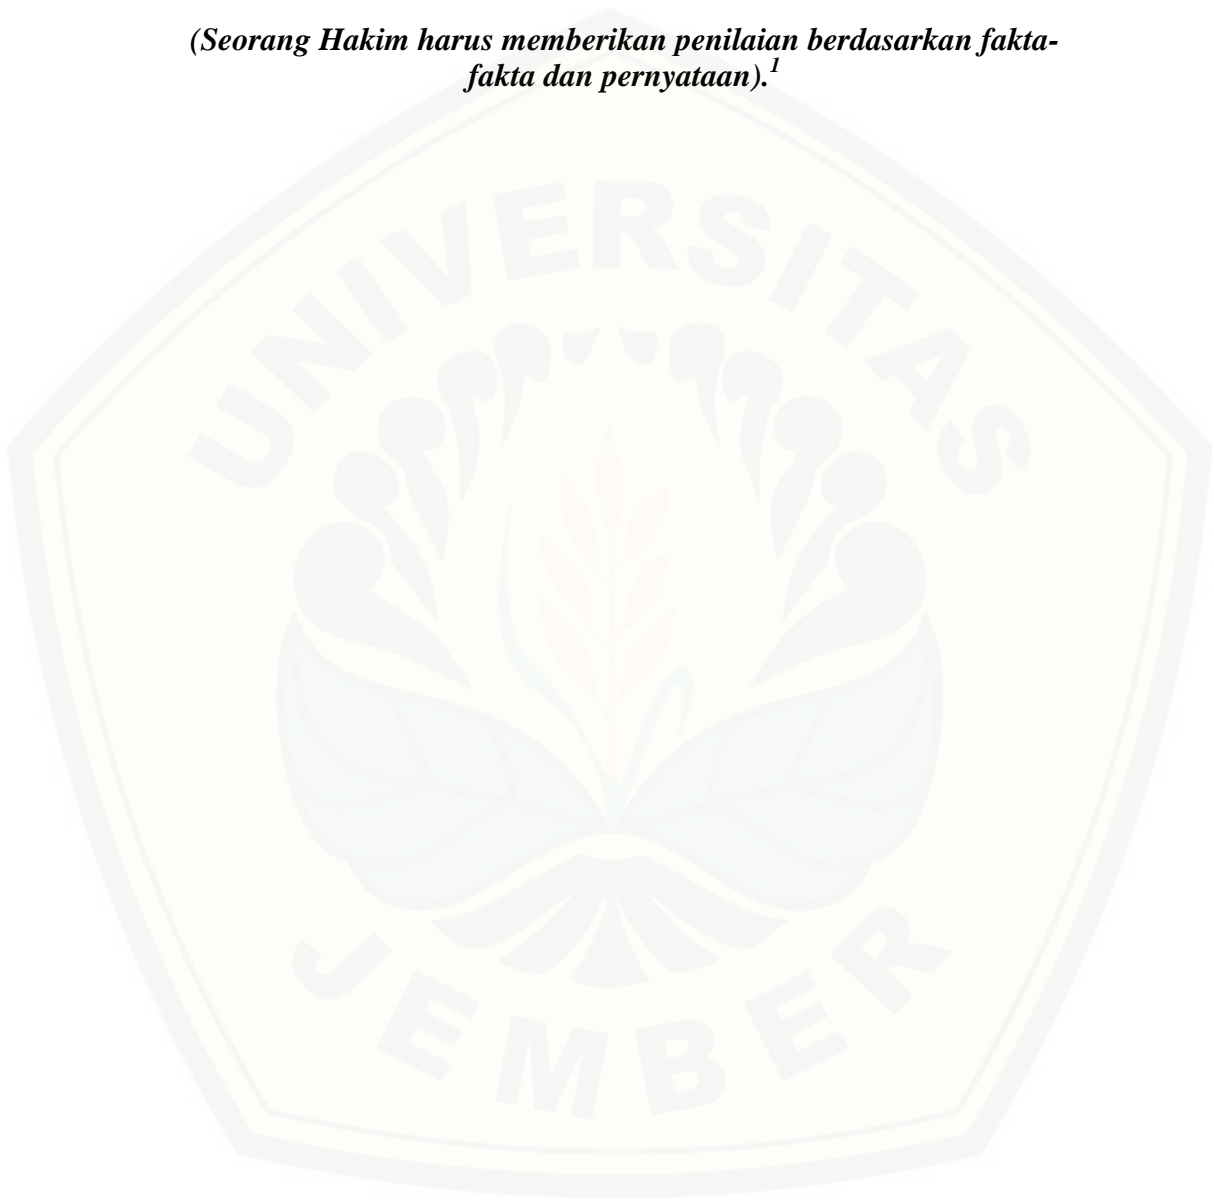 (Seorang Hakim harus memberikan penilaian berdasarkan fakta-
fakta dan pernyataan).1
UNIVERSITAS
JEMBER